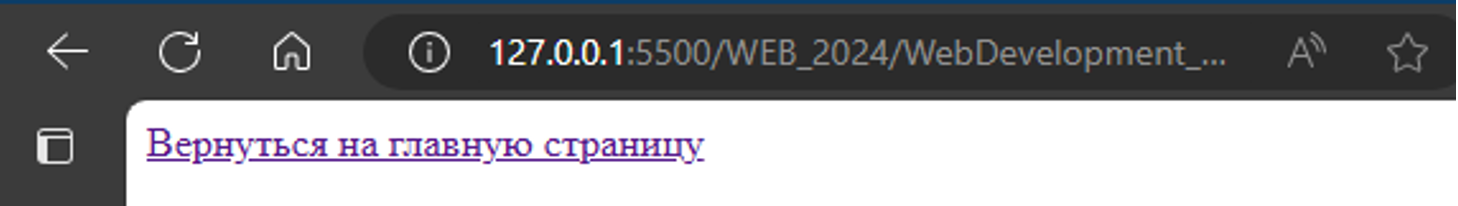 127.0.0.1:5500/WEB_2024/WebDevelopment_...
Вернуться на главную страницу